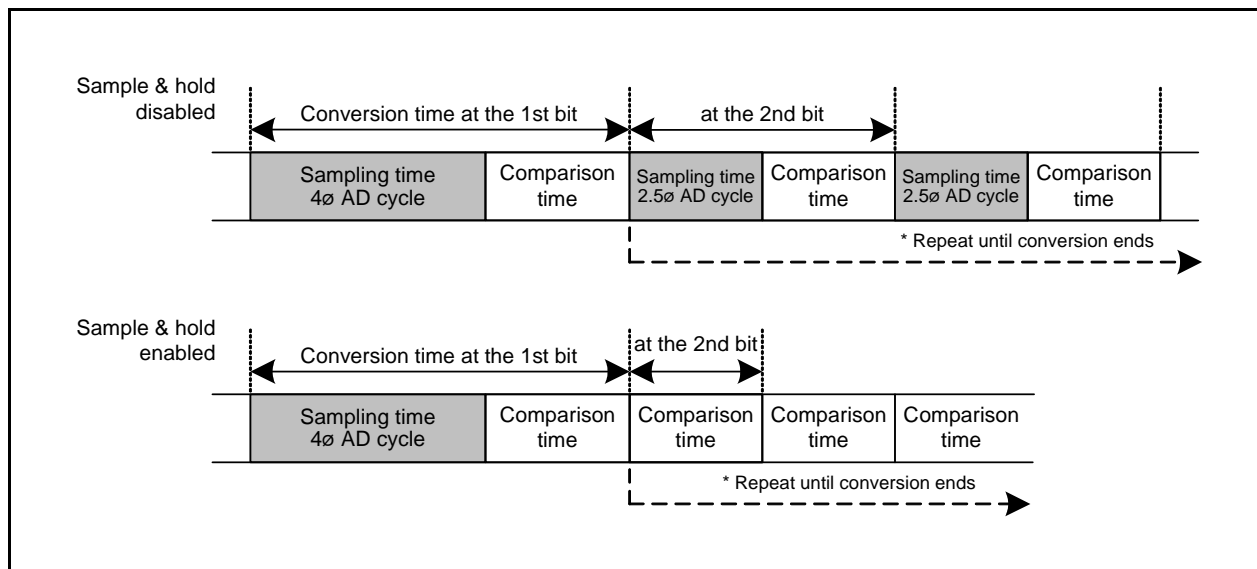 Sample & hold
disabled
Conversion time at the 1st bit
at the 2nd bit
Sampling time
4ø AD cycle
Comparison
time
Sampling time
2.5ø AD cycle
Comparison
time
Sampling time
2.5ø AD cycle
Comparison
time
* Repeat until conversion ends
Sample & hold
enabled
Conversion time at the 1st bit
at the 2nd bit
Sampling time
4ø AD cycle
Comparison
time
Comparison
time
Comparison
time
Comparison
time
* Repeat until conversion ends